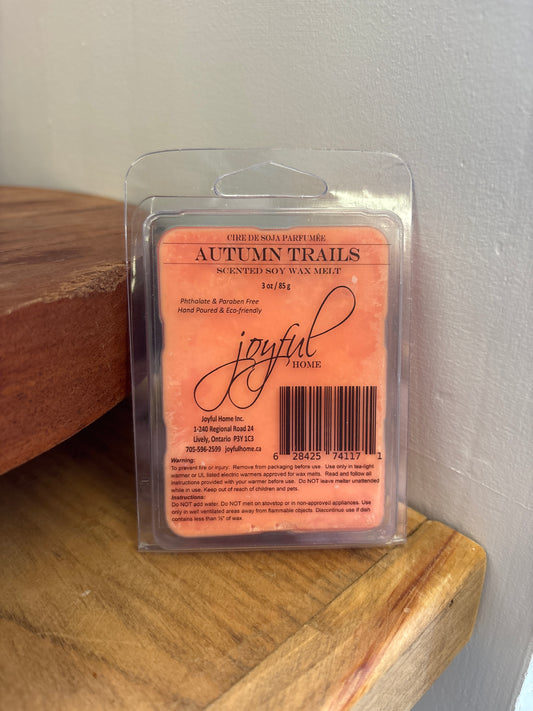 CIRE DE SOJA PARFUMÉE
AUTUMN TRAILS
SCENTED SOY WAX MELT
3 oz / 85 g
Phthalate & Paraben Free
Hand Poured & Eco-friendly
joyful
HOME
Joyful Home Inc.
1-240 Regional Road 24
Lively, Ontario P3Y 1C3
705-596-2599 joyfulhome.ca
6 28425 74117 1
Warning:
To prevent fire or injury. Remove from packaging before use Use only in tea-light
warmer or UL listed electric warmers approved for wax melts. Read and follow all
instructions provided with your warmer before use. Do NOT leave melter unattended
while in use. Keep out of reach of children and pets.
Instructions:
Do NOT add water. Do NOT melt on stovetop or in non-approved appliances. Use
only in well ventilated areas away from flammable objects. Discontinue use if dish
contains less than ½" of wax.